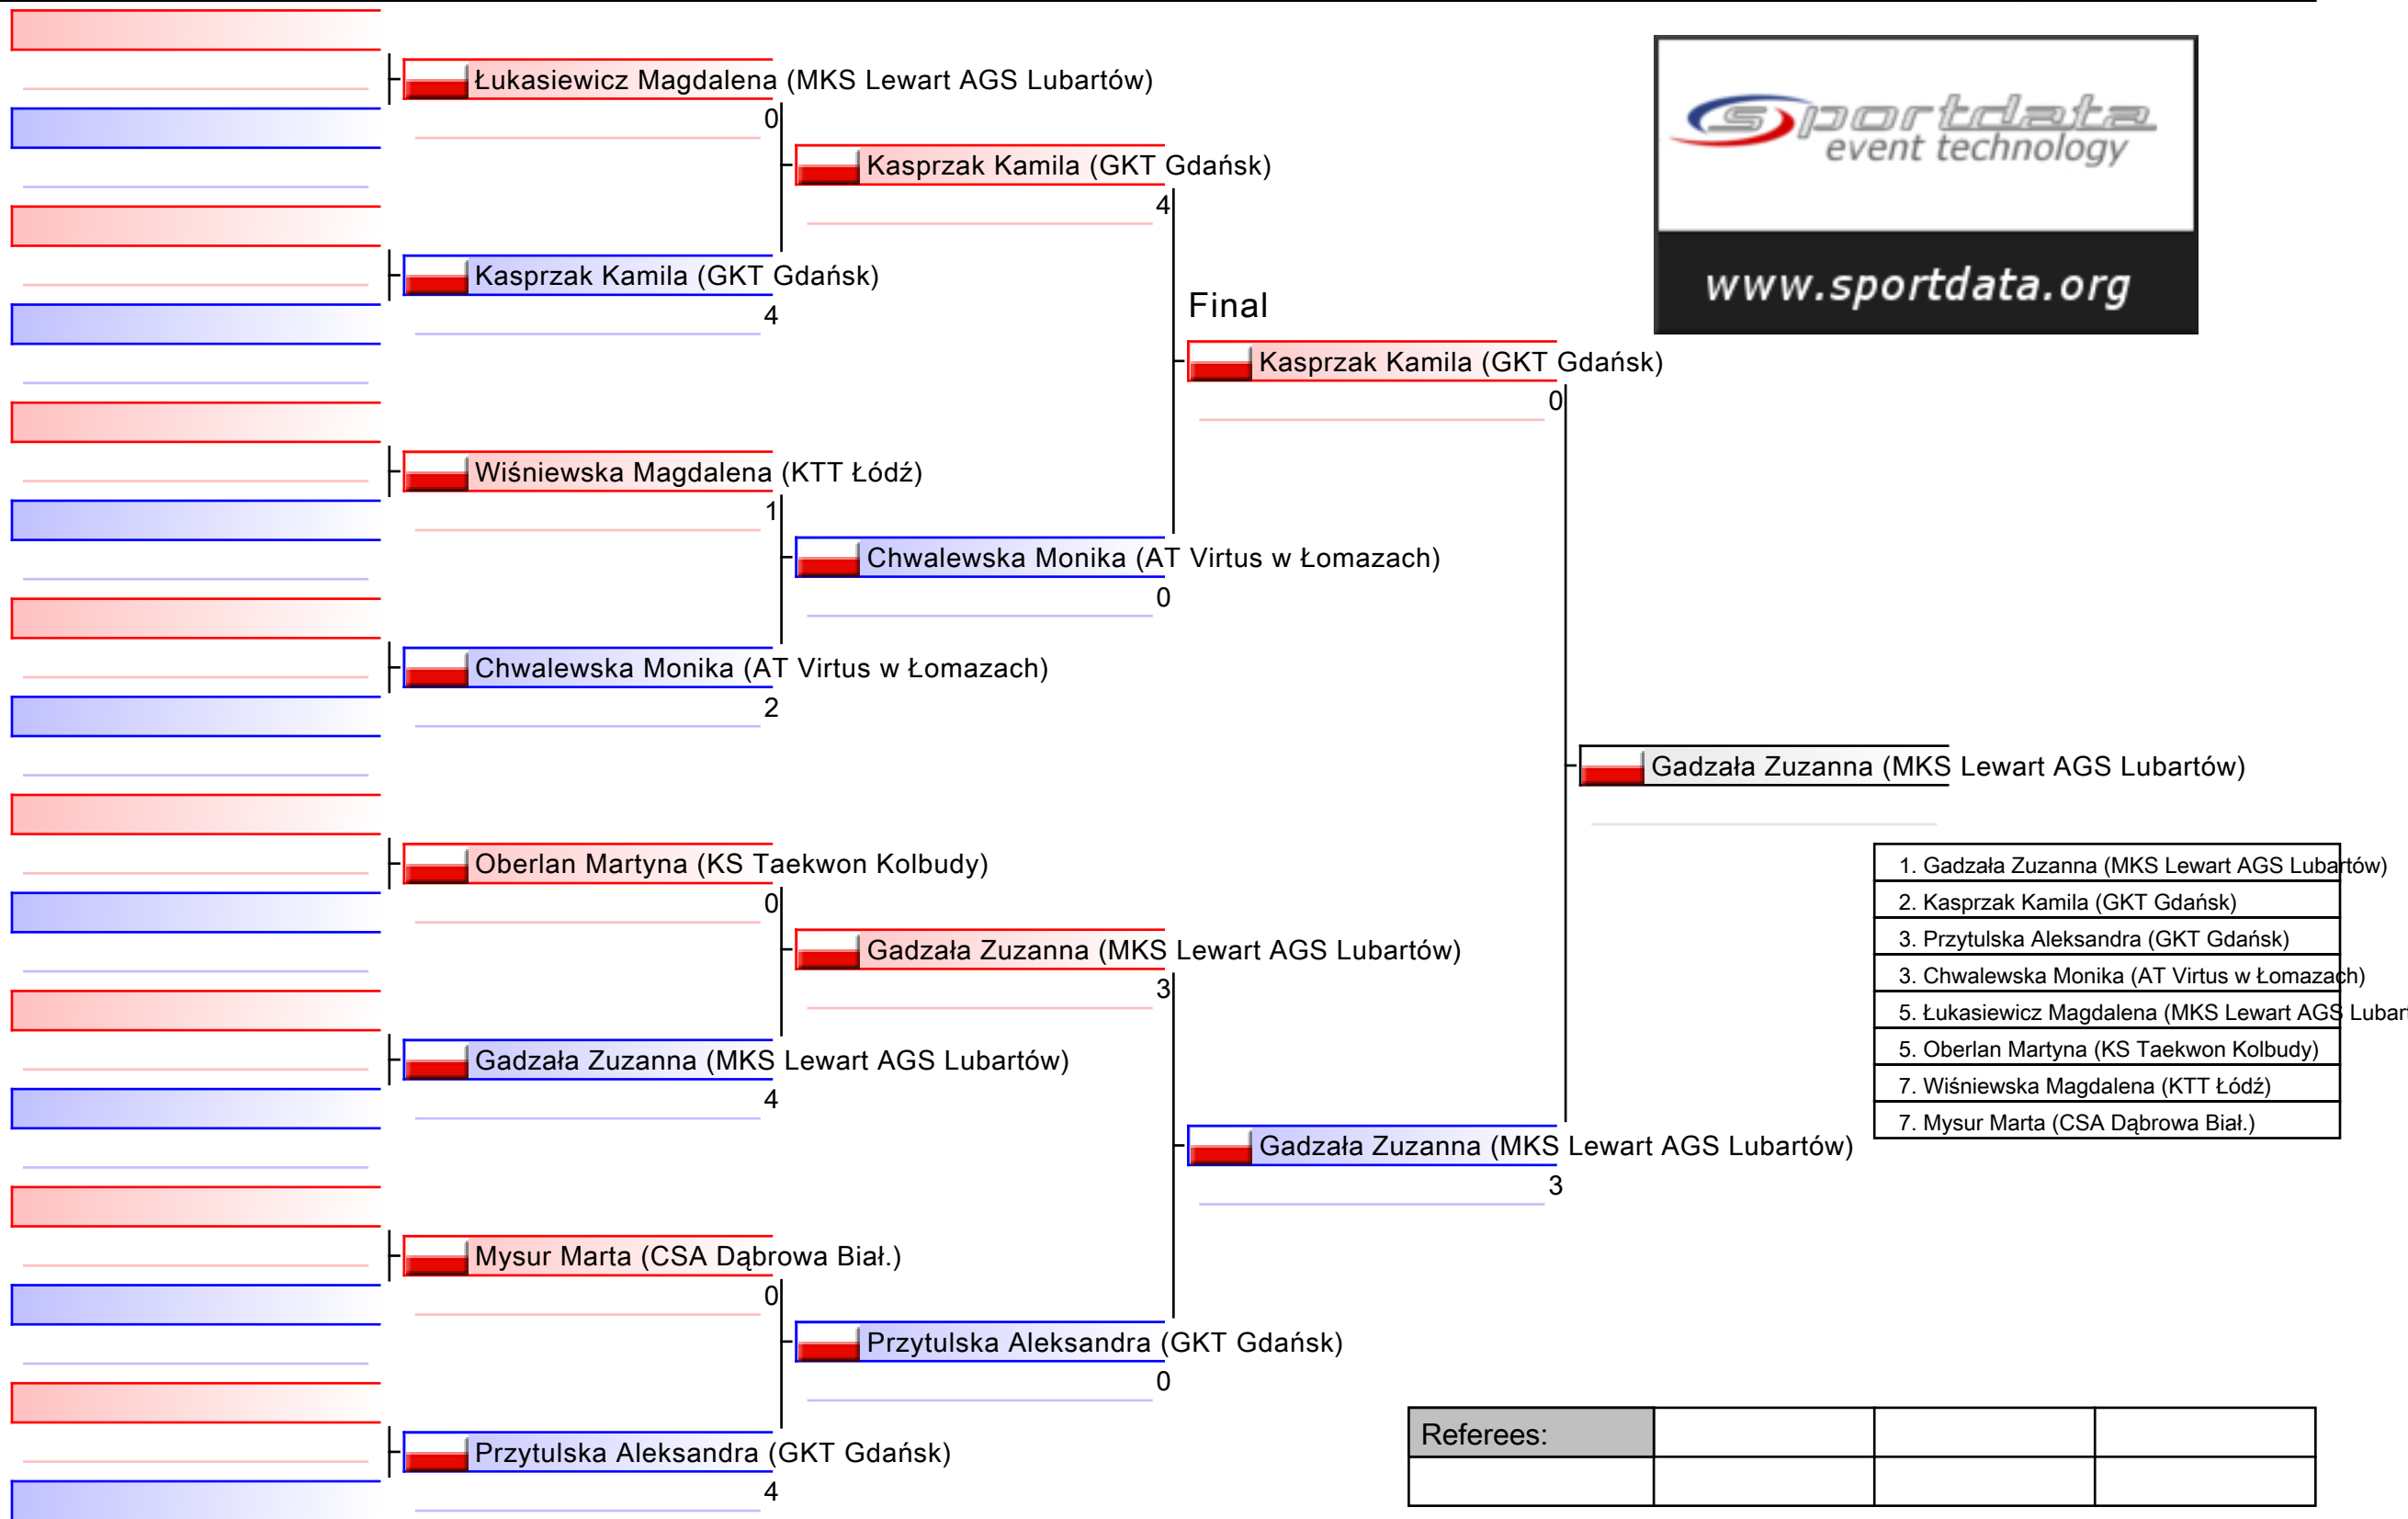 Łukasiewicz Magdalena (MKS Lewart AGS Lubartów)
0
Kasprzak Kamila (GKT Gdańsk)
4
Kasprzak Kamila (GKT Gdańsk)
4
Final
Kasprzak Kamila (GKT Gdańsk)
0
Wiśniewska Magdalena (KTT Łódź)
1
Chwalewska Monika (AT Virtus w Łomazach)
0
Chwalewska Monika (AT Virtus w Łomazach)
2
Gadzała Zuzanna (MKS Lewart AGS Lubartów)
Oberlan Martyna (KS Taekwon Kolbudy)
0
Gadzała Zuzanna (MKS Lewart AGS Lubartów)
3
Gadzała Zuzanna (MKS Lewart AGS Lubartów)
4
Gadzała Zuzanna (MKS Lewart AGS Lubartów)
3
Mysur Marta (CSA Dąbrowa Biał.)
0
Przytulska Aleksandra (GKT Gdańsk)
0
Przytulska Aleksandra (GKT Gdańsk)
4
sportdata
event technology
www.sportdata.org
1. Gadzała Zuzanna (MKS Lewart AGS Lubartów)
2. Kasprzak Kamila (GKT Gdańsk)
3. Przytulska Aleksandra (GKT Gdańsk)
3. Chwalewska Monika (AT Virtus w Łomazach)
5. Łukasiewicz Magdalena (MKS Lewart AGS Lubar
5. Oberlan Martyna (KS Taekwon Kolbudy)
7. Wiśniewska Magdalena (KTT Łódź)
7. Mysur Marta (CSA Dąbrowa Biał.)
Referees: